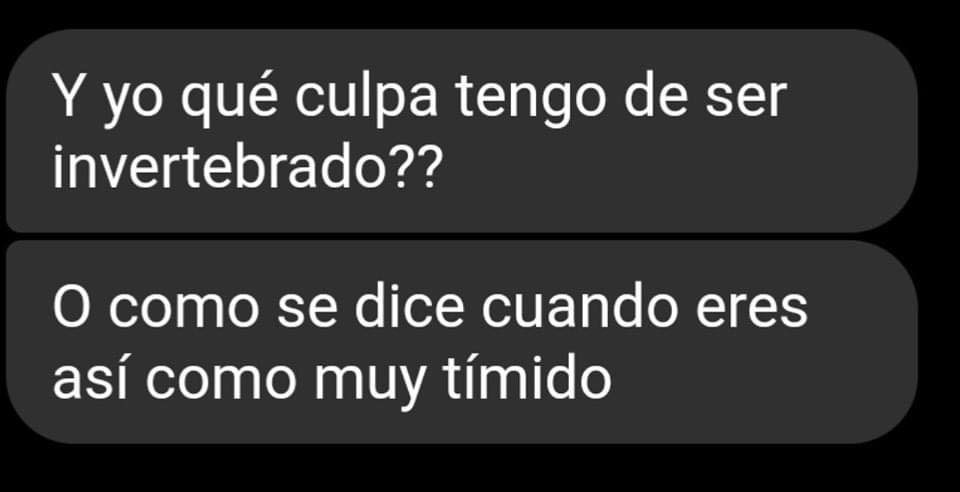 Y yo qué culpa tengo de ser
invertebrado??
O como se dice cuando eres
así como muy tímido